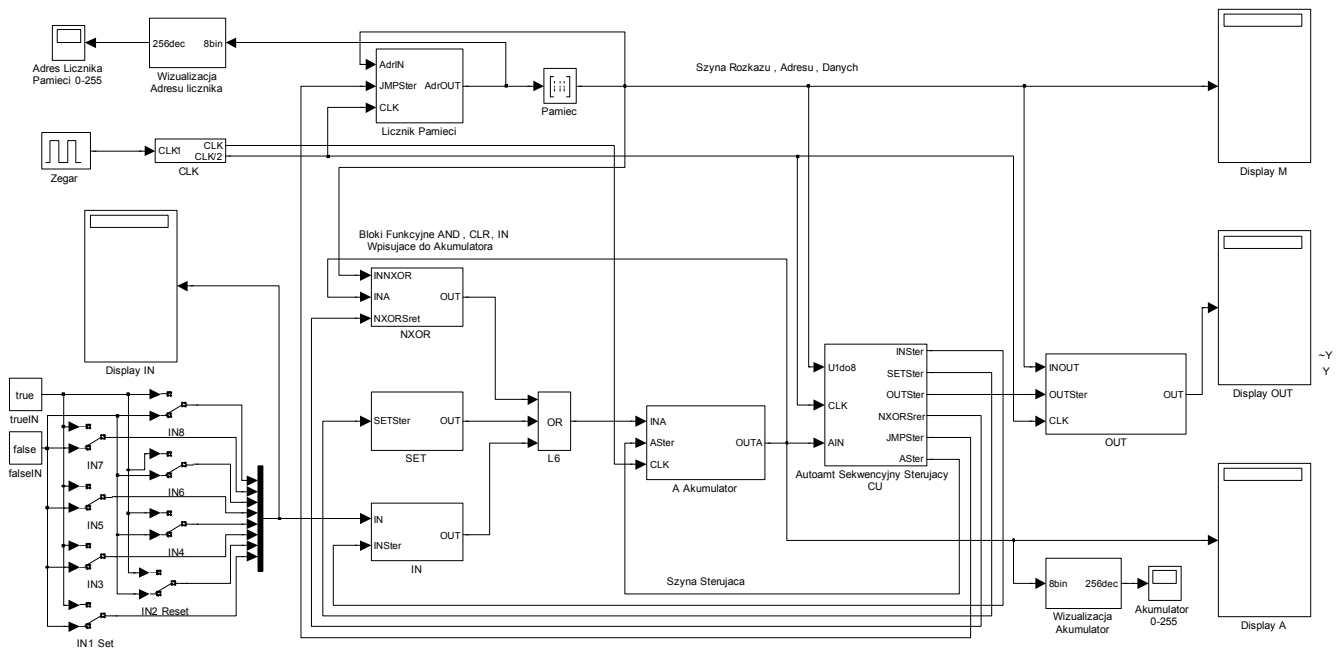 Adres Licznika
Pamieci 0-255
256dec
8bin
Wizualizacja
Adresu licznika
AdrIN
JMPSter
AdrOUT
CLK
Licznik Pamieci
Pamiec
Szyna Rozkazu , Adresu , Danych
Display M
Zegar
CLK1
CLK
CLK/2
CLK
Display IN
Bloki Funkcyjne AND , CLR, IN
Wpisujace do Akumulatora
INNXOR
INA
OUT
NXORSret
NXOR
SETSter
OUT
SET
IN
OUT
INSter
IN
OR
L6
INA
ASter
OUTA
CLK
A Akumulator
U1do8
CLK
AIN
INSter
SETSter
OUTSter
NXORSrer
JMPSter
ASter
Autoamt Sekwencyjny Sterujacy
CU
INOUT
OUTSter
OUT
CLK
OUT
Display OUT
~Y
Y
true
trueIN
false
falseIN
IN8
IN7
IN6
IN5
IN4
IN3
IN2 Reset
IN1 Set
Szyna Sterujaca
8bin
256dec
Wizualizacja
Akumulator
Akumulator
0-255
Display A